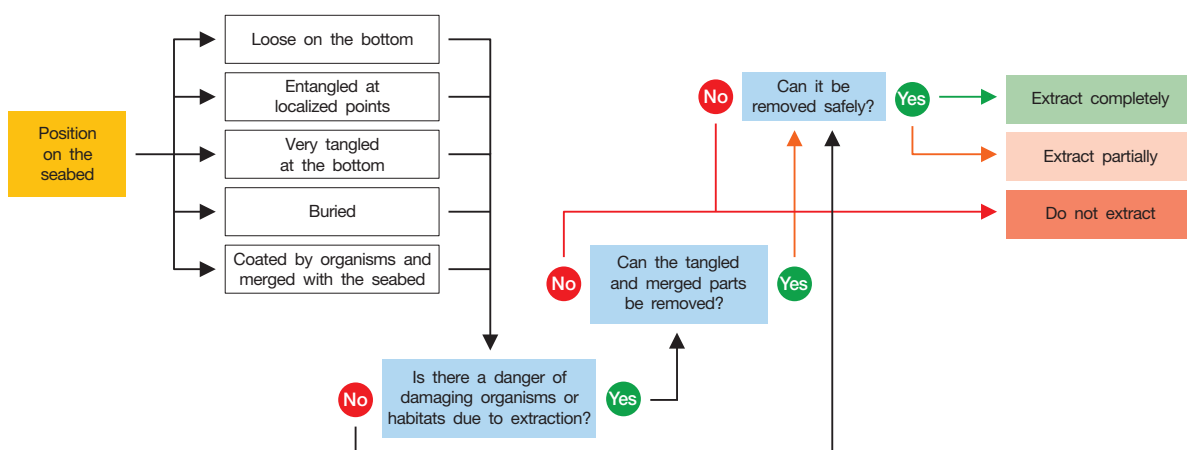 Position
on the
seabed
Loose on the bottom
Entangled at
localized points
Very tangled
at the bottom
Buried
Coated by organisms and
merged with the seabed
No
Is there a danger of
damaging organisms or
habitats due to extraction?
Yes
No
Can the tangled
and merged parts
be removed?
Yes
No
Can it be
removed safely?
Yes
Extract completely
Extract partially
Do not extract